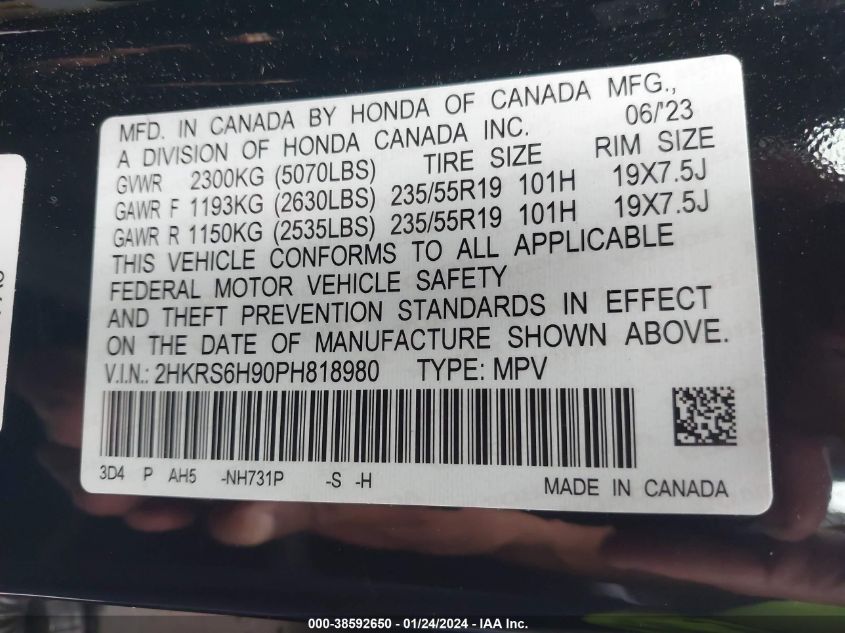 MFD. IN CANADA BY HONDA OF CANADA MFG.,
A DIVISION OF HONDA CANADA INC. 06/'23
GVWR 2300KG (5070LBS) TIRE SIZE RIM SIZE
GAWR F 1193KG (2630LBS) 235/55R19 101H 19X7.5J
GAWR R 1150KG (2535LBS) 235/55R19 101H 19X7.5J
THIS VEHICLE CONFORMS TO ALL APPLICABLE
FEDERAL MOTOR VEHICLE SAFETY
AND THEFT PREVENTION STANDARDS IN EFFECT
ON THE DATE OF MANUFACTURE SHOWN ABOVE.
V.I.N.: 2HKRS6H90PH818980 TYPE: MPV
3D4 P AH5 -NH731P -S -H MADE IN CANADA
000-38592650 - 01/24/2024 - IAA Inc.